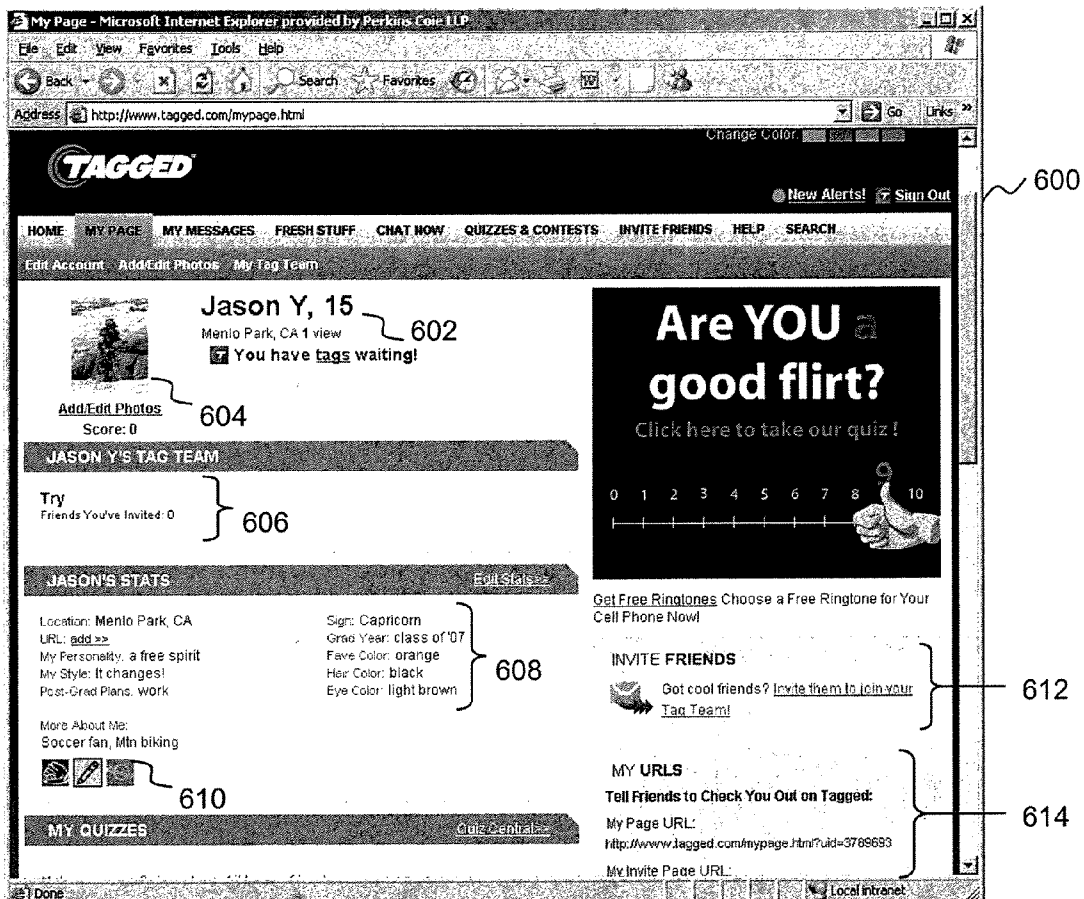 My Page - Microsoft Internet Explorer provided by Perkins Coie LLP
File Edit View Favorites Tools Help
Back Search Favorites
Address http://www.tagged.com/mypage.html Go Links »
Change Color:
TAGGED
New Alerts! Sign Out
600
HOME MY PAGE MY MESSAGES FRESH STUFF CHAT NOW QUIZZES & CONTESTS INVITE FRIENDS HELP SEARCH
Edit Account Add/Edit Photos My Tag Team
Jason Y, 15
Menlo Park, CA 1 view
602
You have tags waiting!
Add/Edit Photos
604
Score: 0
Are YOU a
good flirt?
Click here to take our quiz!
0 1 2 3 4 5 6 7 8 9 10
JASON Y'S TAG TEAM
Try
Friends You've Invited: 0
606
JASON'S STATS Edit Stats>>
Location: Menlo Park, CA
URL: add >>
My Personality: a free spirit
My Style: It changes!
Post-Grad Plans: work
Sign: Capricorn
Grad Year: class of '07
Fave Color: orange
Hair Color: black
Eye Color: light brown
608
More About Me:
Soccer fan, Mtn biking
610
MY QUIZZES Quiz Central>>
Get Free Ringtones Choose a Free Ringtone for Your
Cell Phone Now!
INVITE FRIENDS
Got cool friends? Invite them to join your
Tag Team!
612
MY URLS
Tell Friends to Check You Out on Tagged:
My Page URL:
http://www.tagged.com/mypage.html?uid=3789693
My Invite Page URL:
614
Done Local intranet